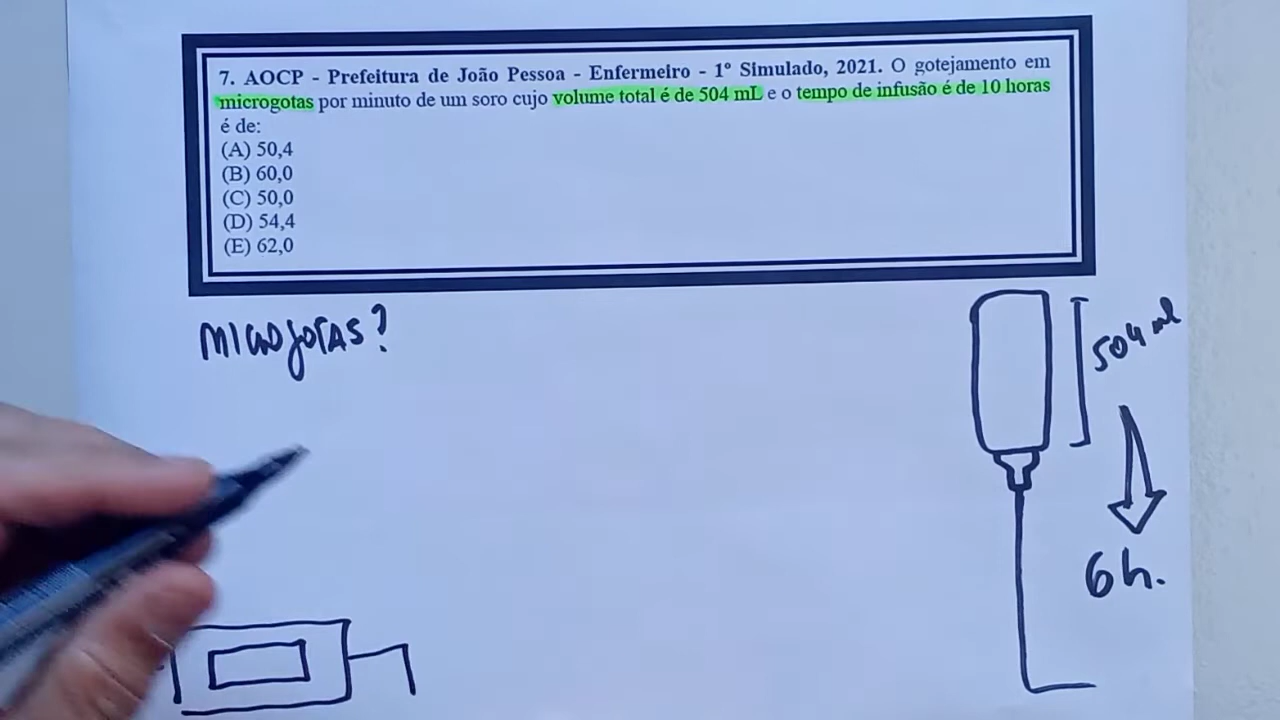 7. AOCP - Prefeitura de João Pessoa - Enfermeiro - 1º Simulado, 2021. O gotejamento em
microgotas por minuto de um soro cujo volume total é de 504 mL e o tempo de infusão é de 10 horas
é de:
(A) 50,4
(B) 60,0
(C) 50,0
(D) 54,4
(E) 62,0
MICROGOTAS?
504 ml
6h.